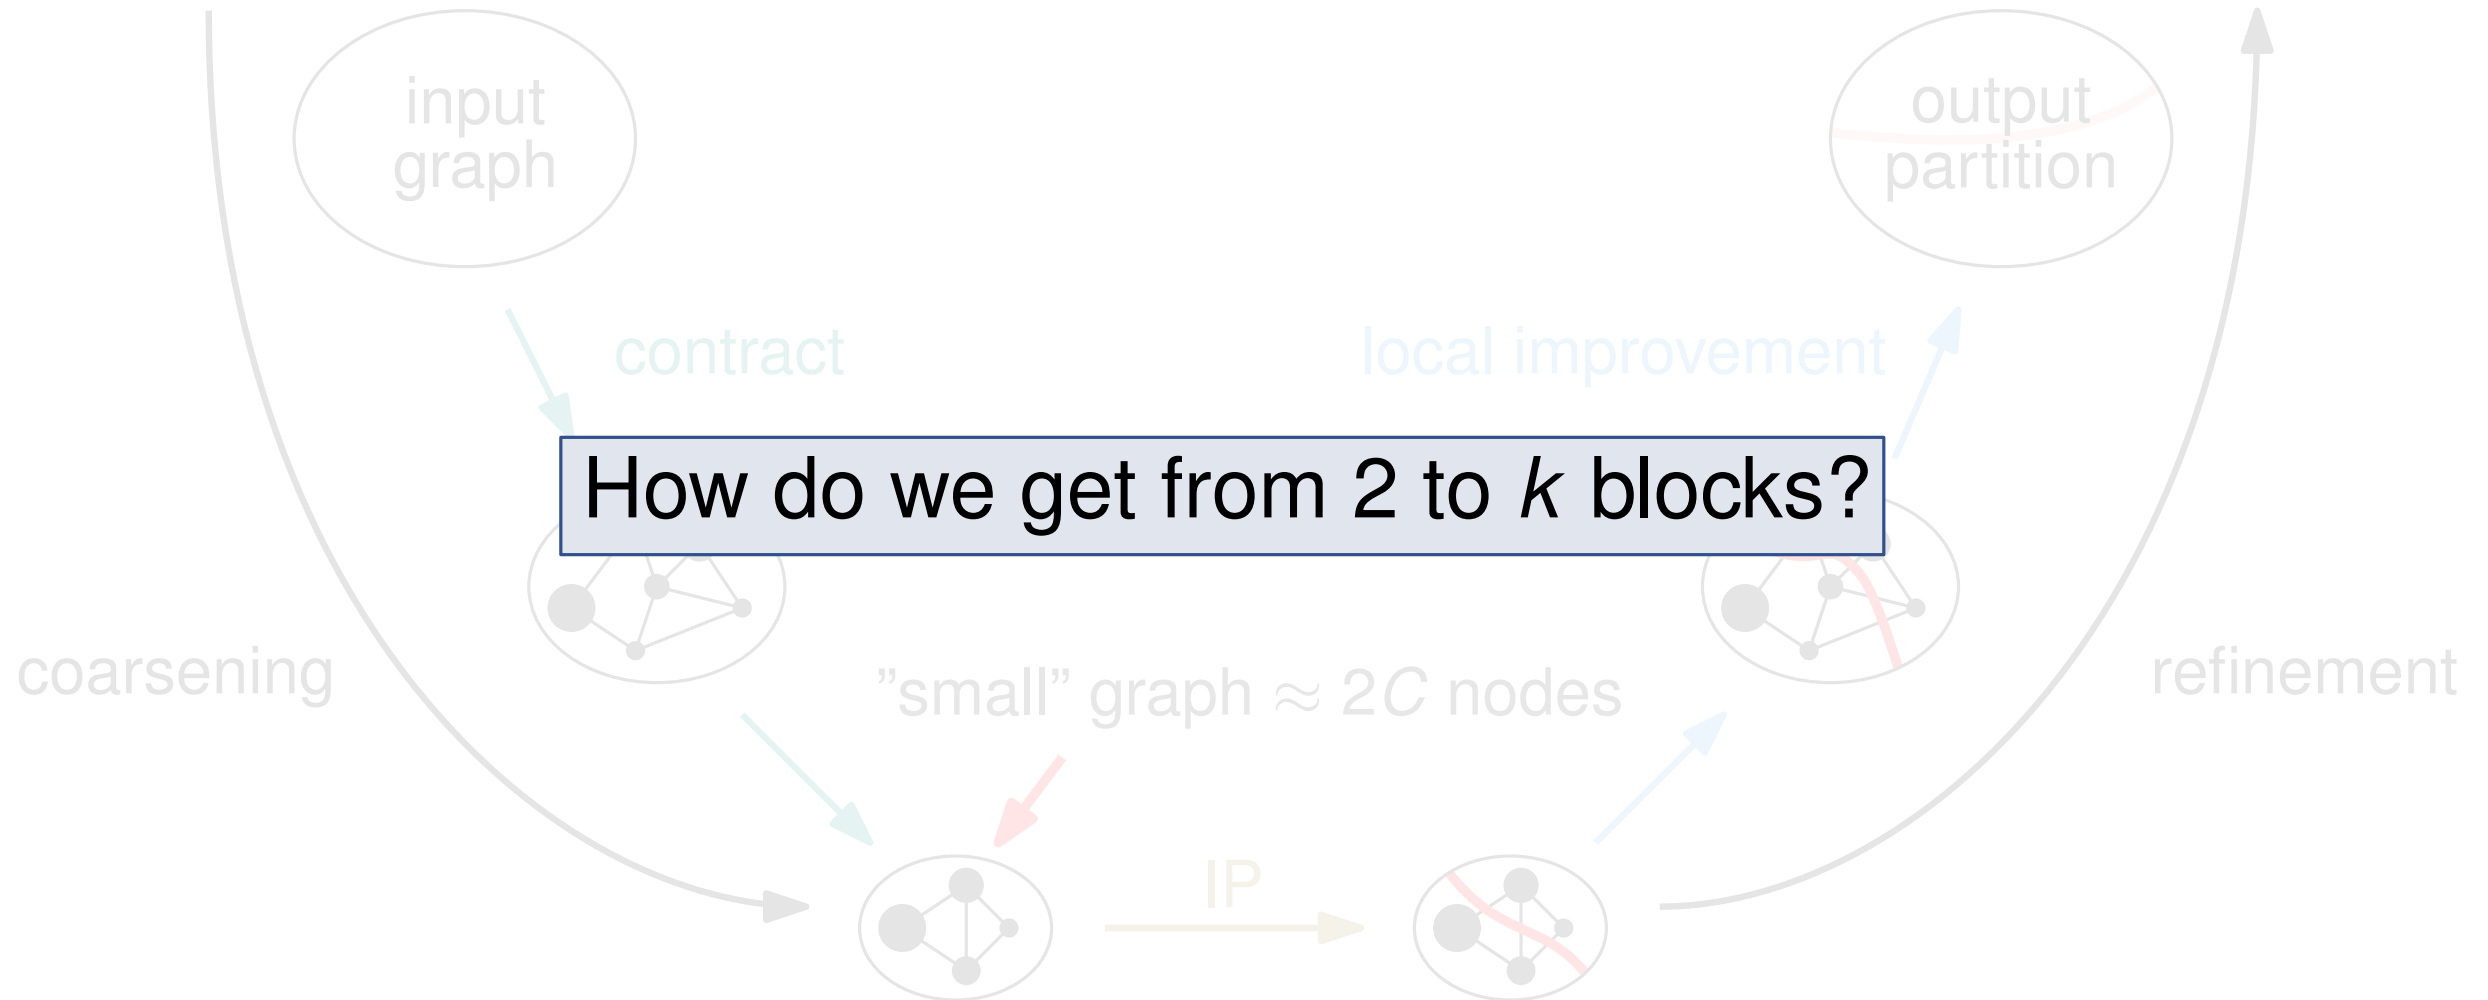 input
graph
output
partition
contract
local improvement
How do we get from 2 to k blocks?
coarsening
”small” graph ≈ 2C nodes
refinement
IP